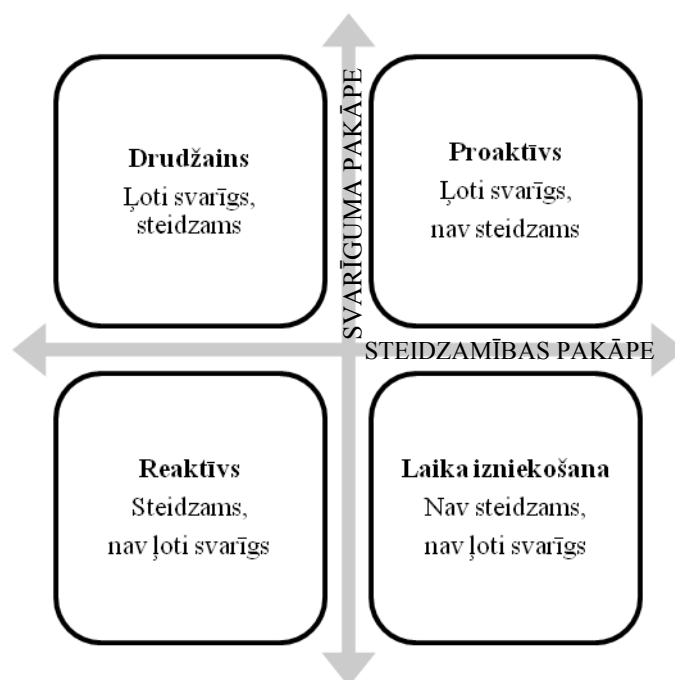 SVARĪGUMA PAKĀPE
Drudžains
Ļoti svarīgs,
steidzams
Proaktīvs
Ļoti svarīgs,
nav steidzams
STEIDZAMĪBAS PAKĀPE
Reaktīvs
Steidzams,
nav ļoti svarīgs
Laika izniekošana
Nav steidzams,
nav ļoti svarīgs